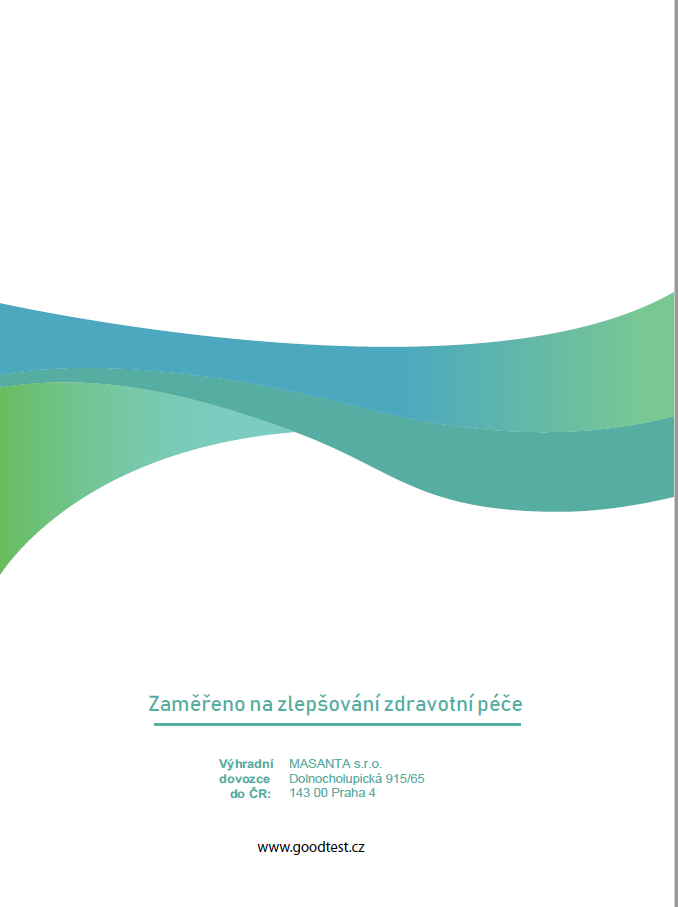 Zaměřeno na zlepšování zdravotní péče
Výhradní MASANTA s.r.o.
dovozce Dolnocholupická 915/65
do ČR: 143 00 Praha 4
www.goodtest.cz